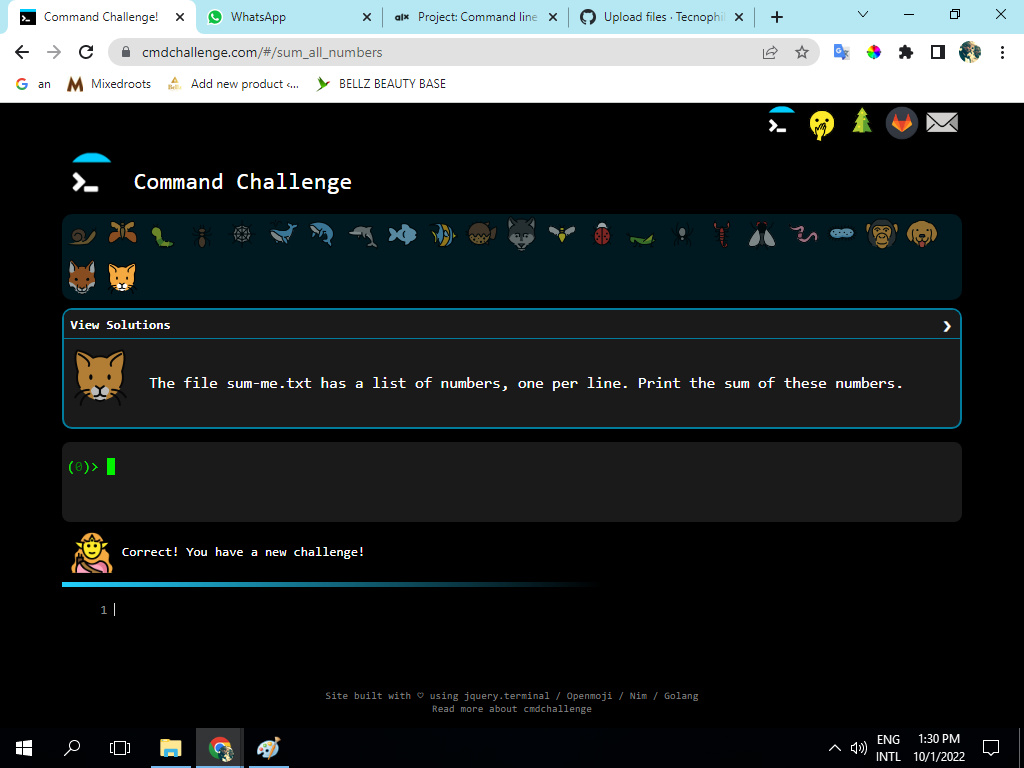 Command Challenge!
WhatsApp
alx Project: Command line
Upload files · Tecnophi
cmdchallenge.com/#/sum_all_numbers
an
Mixedroots
Add new product ‹...
BELLZ BEAUTY BASE
Command Challenge
View Solutions
The file sum-me.txt has a list of numbers, one per line. Print the sum of these numbers.
(0)>
Correct! You have a new challenge!
1
Site built with ♡ using jquery.terminal / Openmoji / Nim / Golang
Read more about cmdchallenge
ENG
INTL
1:30 PM
10/1/2022